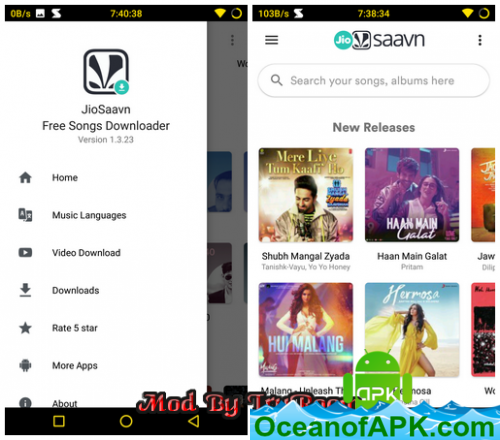 0B/s
7:40:38
JioSaavn
Free Songs Downloader
Version 1.3.23
Home
Music Languages
Video Download
Downloads
Rate 5 star
More Apps
About
Wo
103B/s
7:38:34
Jio saavn
Search your songs, albums here
New Releases
Mere Liye
Tum Kaafi Ho
HAAN MAIN
Galat
Shubh Mangal Zyada
Tanishk-Vayu, Yo Yo Honey
Haan Main Galat
Pritam
Jaw
Dilip
HUI MALANG
Hermosa
Malang - Unleash Th
Wo
Mod By
APK
OceanofAPK.com